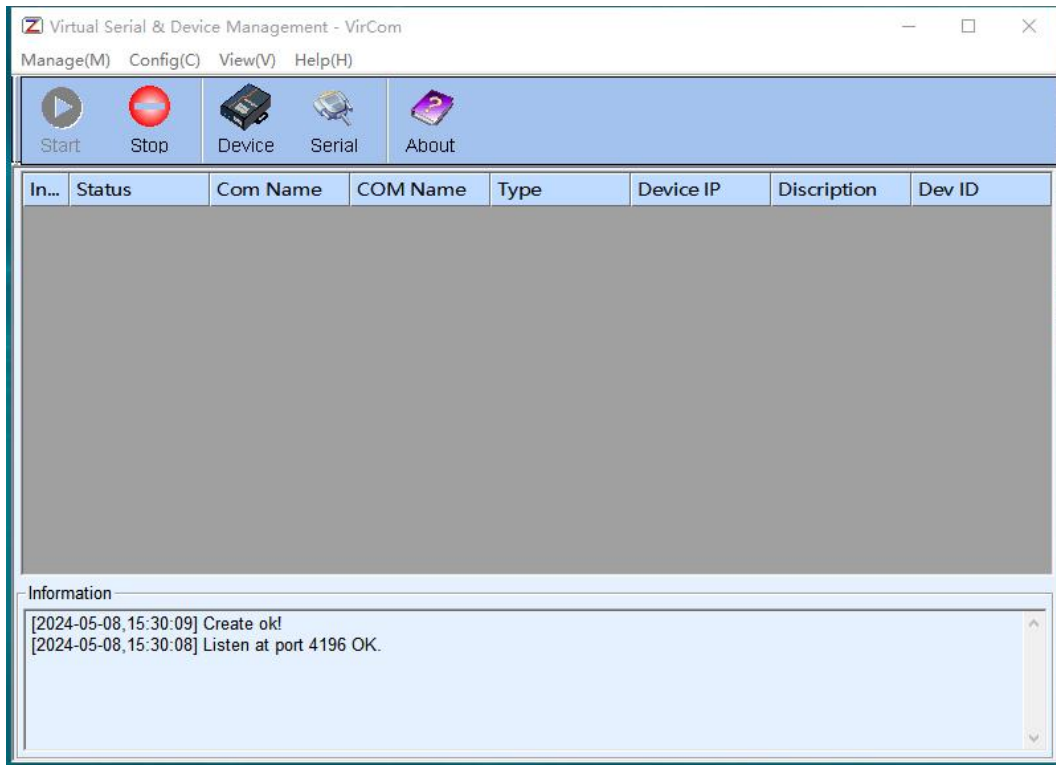 Virtual Serial & Device Management - VirCom
Manage(M) Config(C) View(V) Help(H)
Start Stop Device Serial About
In... Status Com Name COM Name Type Device IP Discription Dev ID
Information
[2024-05-08,15:30:09] Create ok!
[2024-05-08,15:30:08] Listen at port 4196 OK.